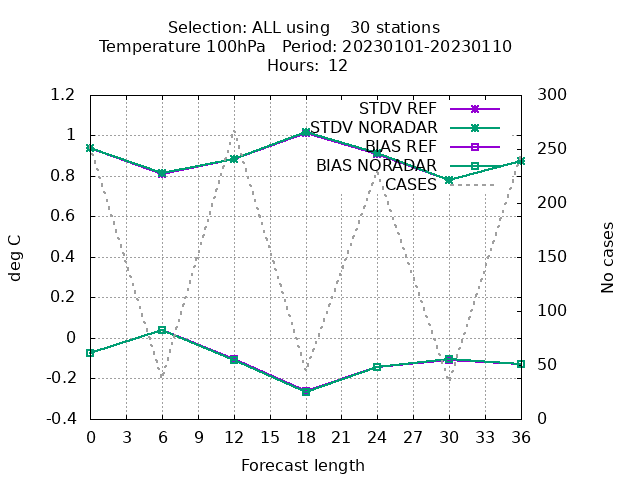 Selection: ALL using    30 stations
Temperature 100hPa   Period: 20230101-20230110
Hours: 12
1.2
1
0.8
0.6
0.4
0.2
0
-0.2
-0.4
deg C
STDV REF
STDV NORADAR
BIAS REF
BIAS NORADAR
CASES
300
250
200
150
100
50
0
No cases
0 3 6 9 12 15 18 21 24 27 30 33 36
Forecast length